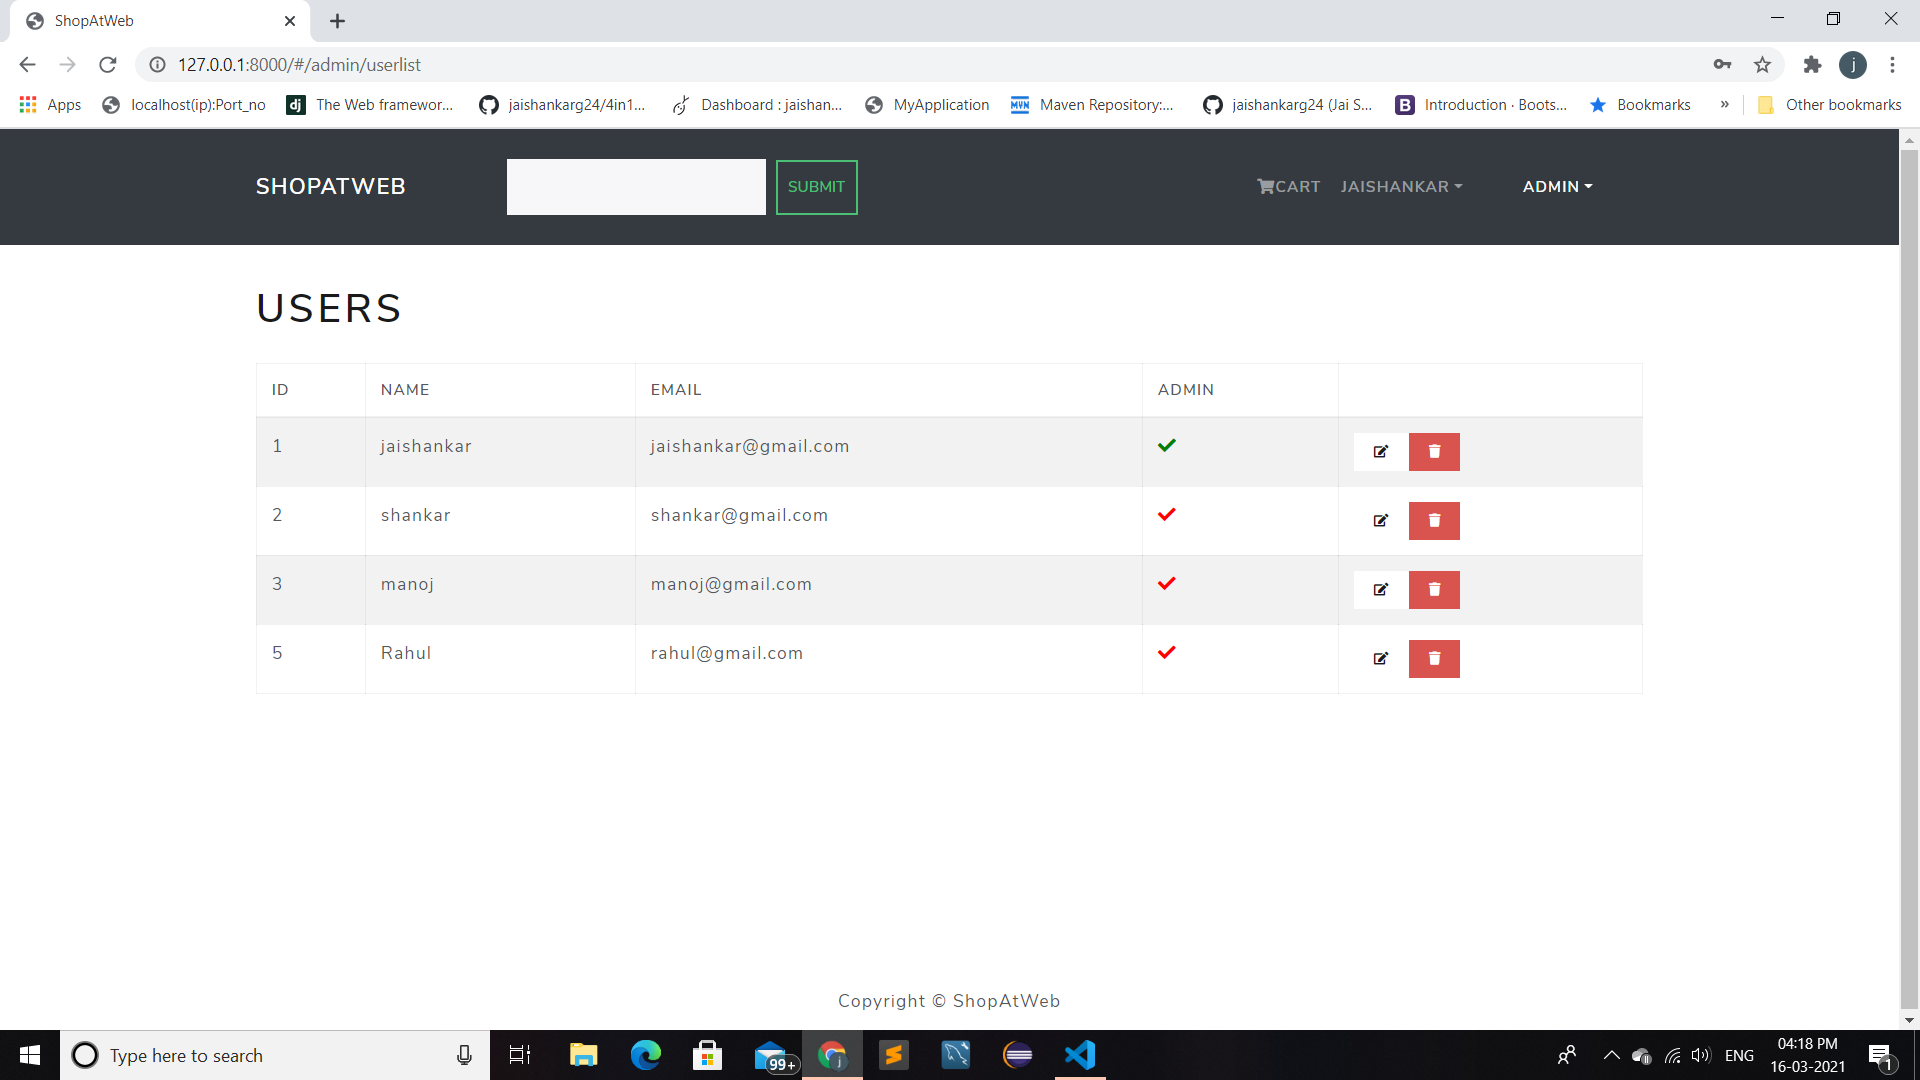 ShopAtWeb
127.0.0.1:8000/#/admin/userlist
j
Apps
localhost(ip):Port_no
dj
The Web framewor...
jaishankarg24/4in1...
Dashboard : jaishan...
MyApplication
MVN
Maven Repository:...
jaishankarg24 (Jai S...
B
Introduction · Boots...
Bookmarks
»
Other bookmarks
SHOPATWEB
SUBMIT
CART
JAISHANKAR
ADMIN
USERS
ID NAME EMAIL ADMIN
1 jaishankar jaishankar@gmail.com
2 shankar shankar@gmail.com
3 manoj manoj@gmail.com
5 Rahul rahul@gmail.com
Copyright © ShopAtWeb
Type here to search
99+
j
ENG
04:18 PM
16-03-2021
1